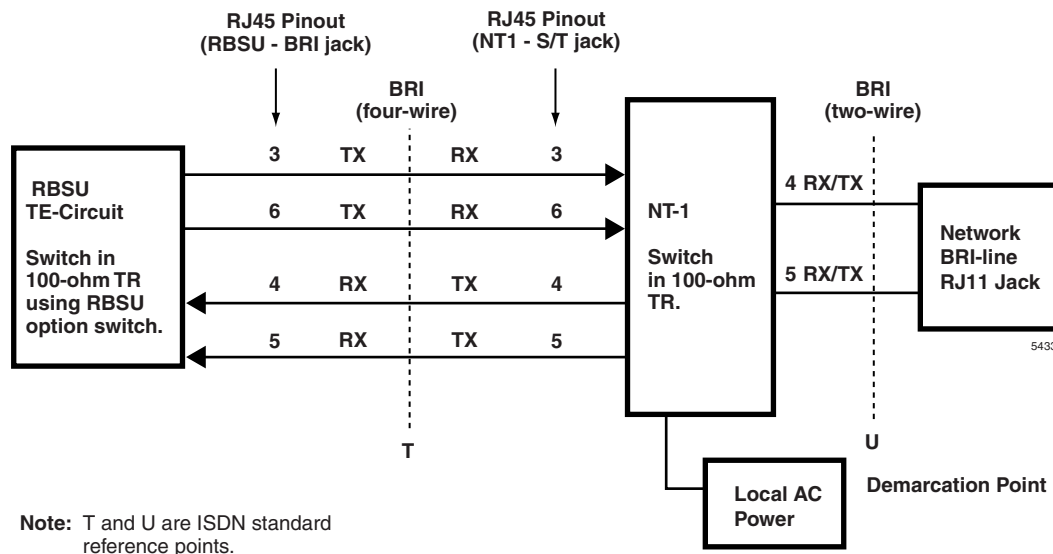 RJ45 Pinout
(RBSU - BRI jack)
RJ45 Pinout
(NT1 - S/T jack)
BRI
(four-wire)
BRI
(two-wire)
3 TX RX 3
6 TX RX 6
4 RX TX 4
5 RX TX 5
RBSU
TE-Circuit
Switch in
100-ohm TR
using RBSU
option switch.
NT-1
Switch
in 100-ohm
TR.
4 RX/TX
5 RX/TX
Network
BRI-line
RJ11 Jack
5433
T
U
Local AC
Power
Demarcation Point
Note: T and U are ISDN standard
reference points.